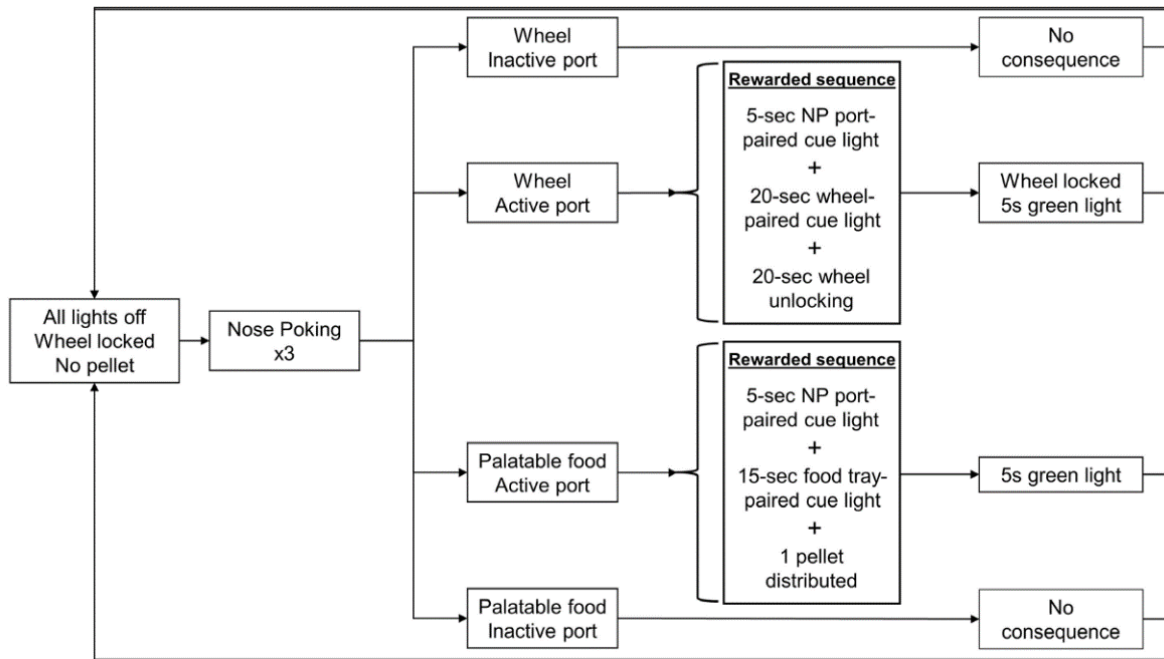 Wheel
Inactive port
No
consequence
Rewarded sequence
5-sec NP port-
paired cue light
+
20-sec wheel-
paired cue light
+
20-sec wheel
unlocking
Wheel
Active port
Wheel locked
5s green light
All lights off
Wheel locked
No pellet
Nose Poking
x3
Rewarded sequence
5-sec NP port-
paired cue light
+
15-sec food tray-
paired cue light
+
1 pellet
distributed
Palatable food
Active port
5s green light
Palatable food
Inactive port
No
consequence